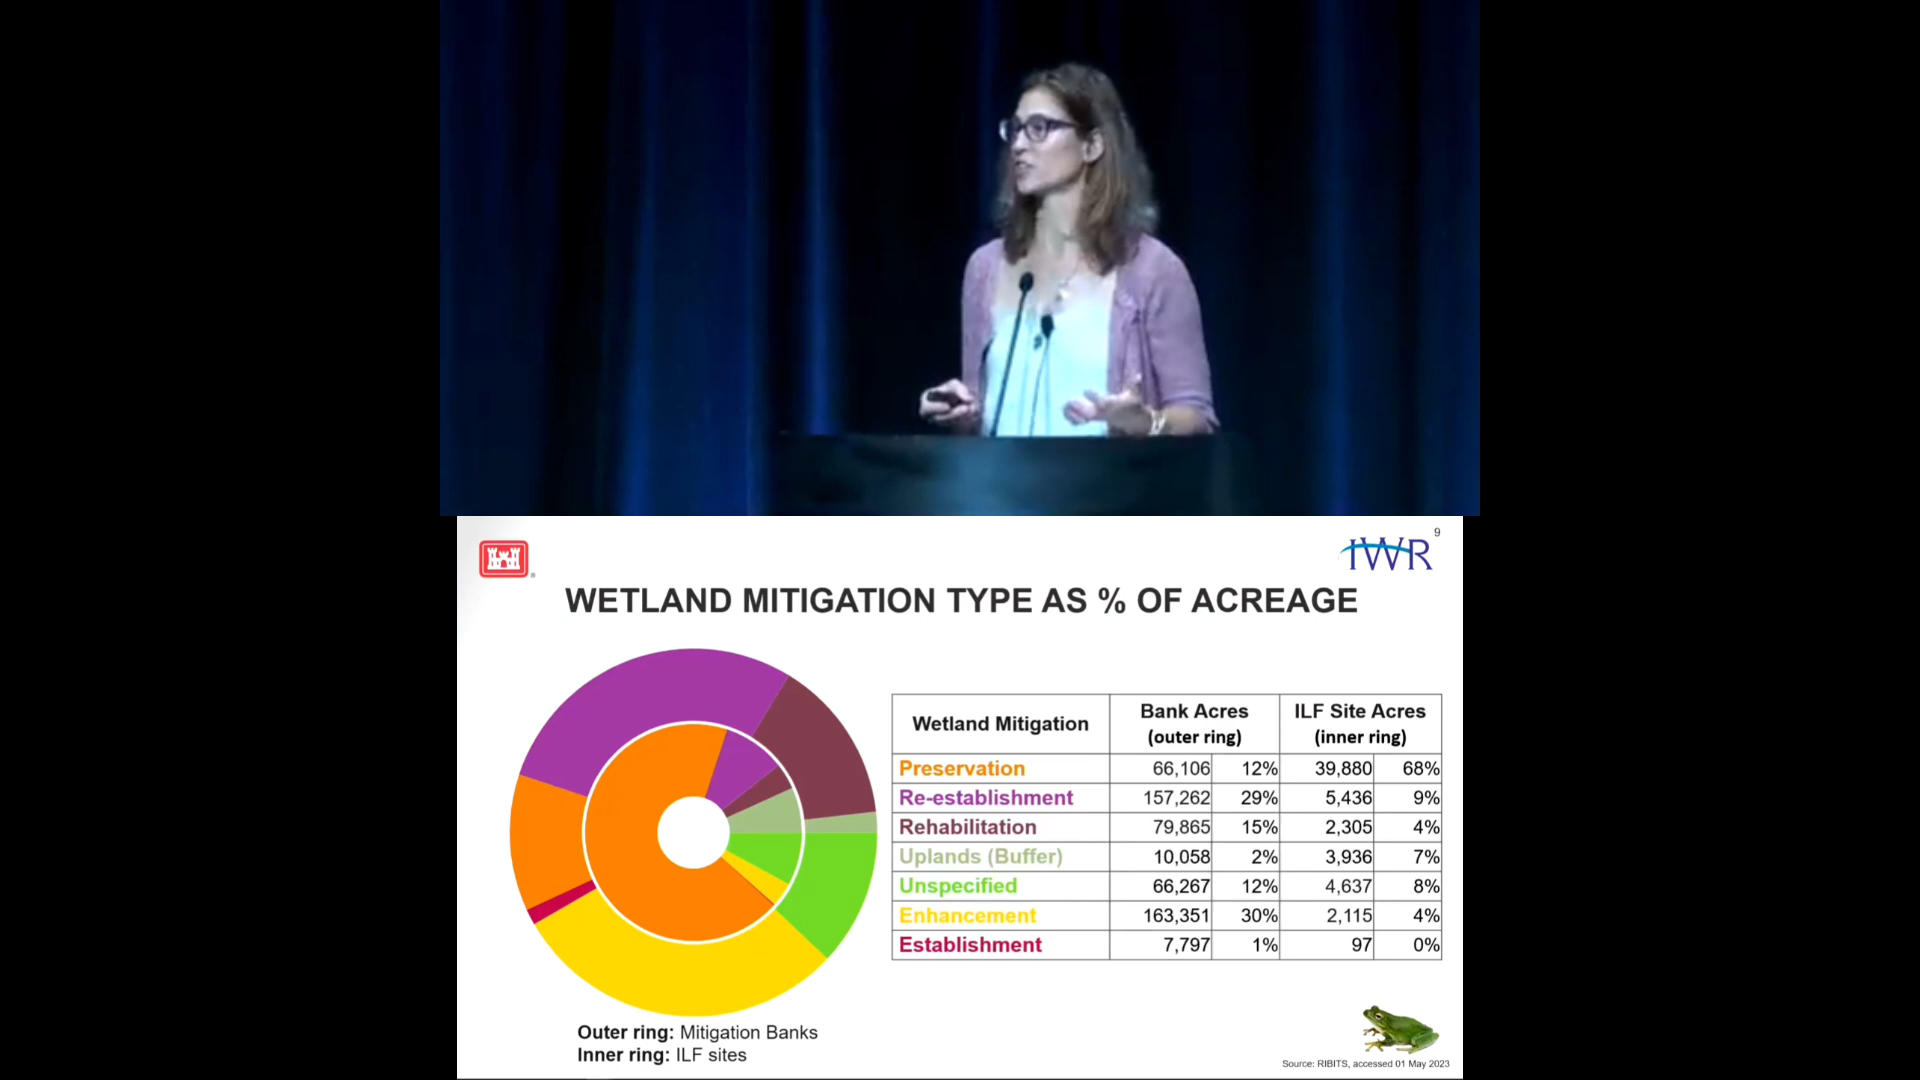 IWR
9
WETLAND MITIGATION TYPE AS % OF ACREAGE
Wetland Mitigation
Bank Acres
(outer ring)
ILF Site Acres
(inner ring)
Preservation 66,106 12% 39,880 68%
Re-establishment 157,262 29% 5,436 9%
Rehabilitation 79,865 15% 2,305 4%
Uplands (Buffer) 10,058 2% 3,936 7%
Unspecified 66,267 12% 4,637 8%
Enhancement 163,351 30% 2,115 4%
Establishment 7,797 1% 97 0%
Outer ring: Mitigation Banks
Inner ring: ILF sites
Source: RIBITS, accessed 01 May 2023